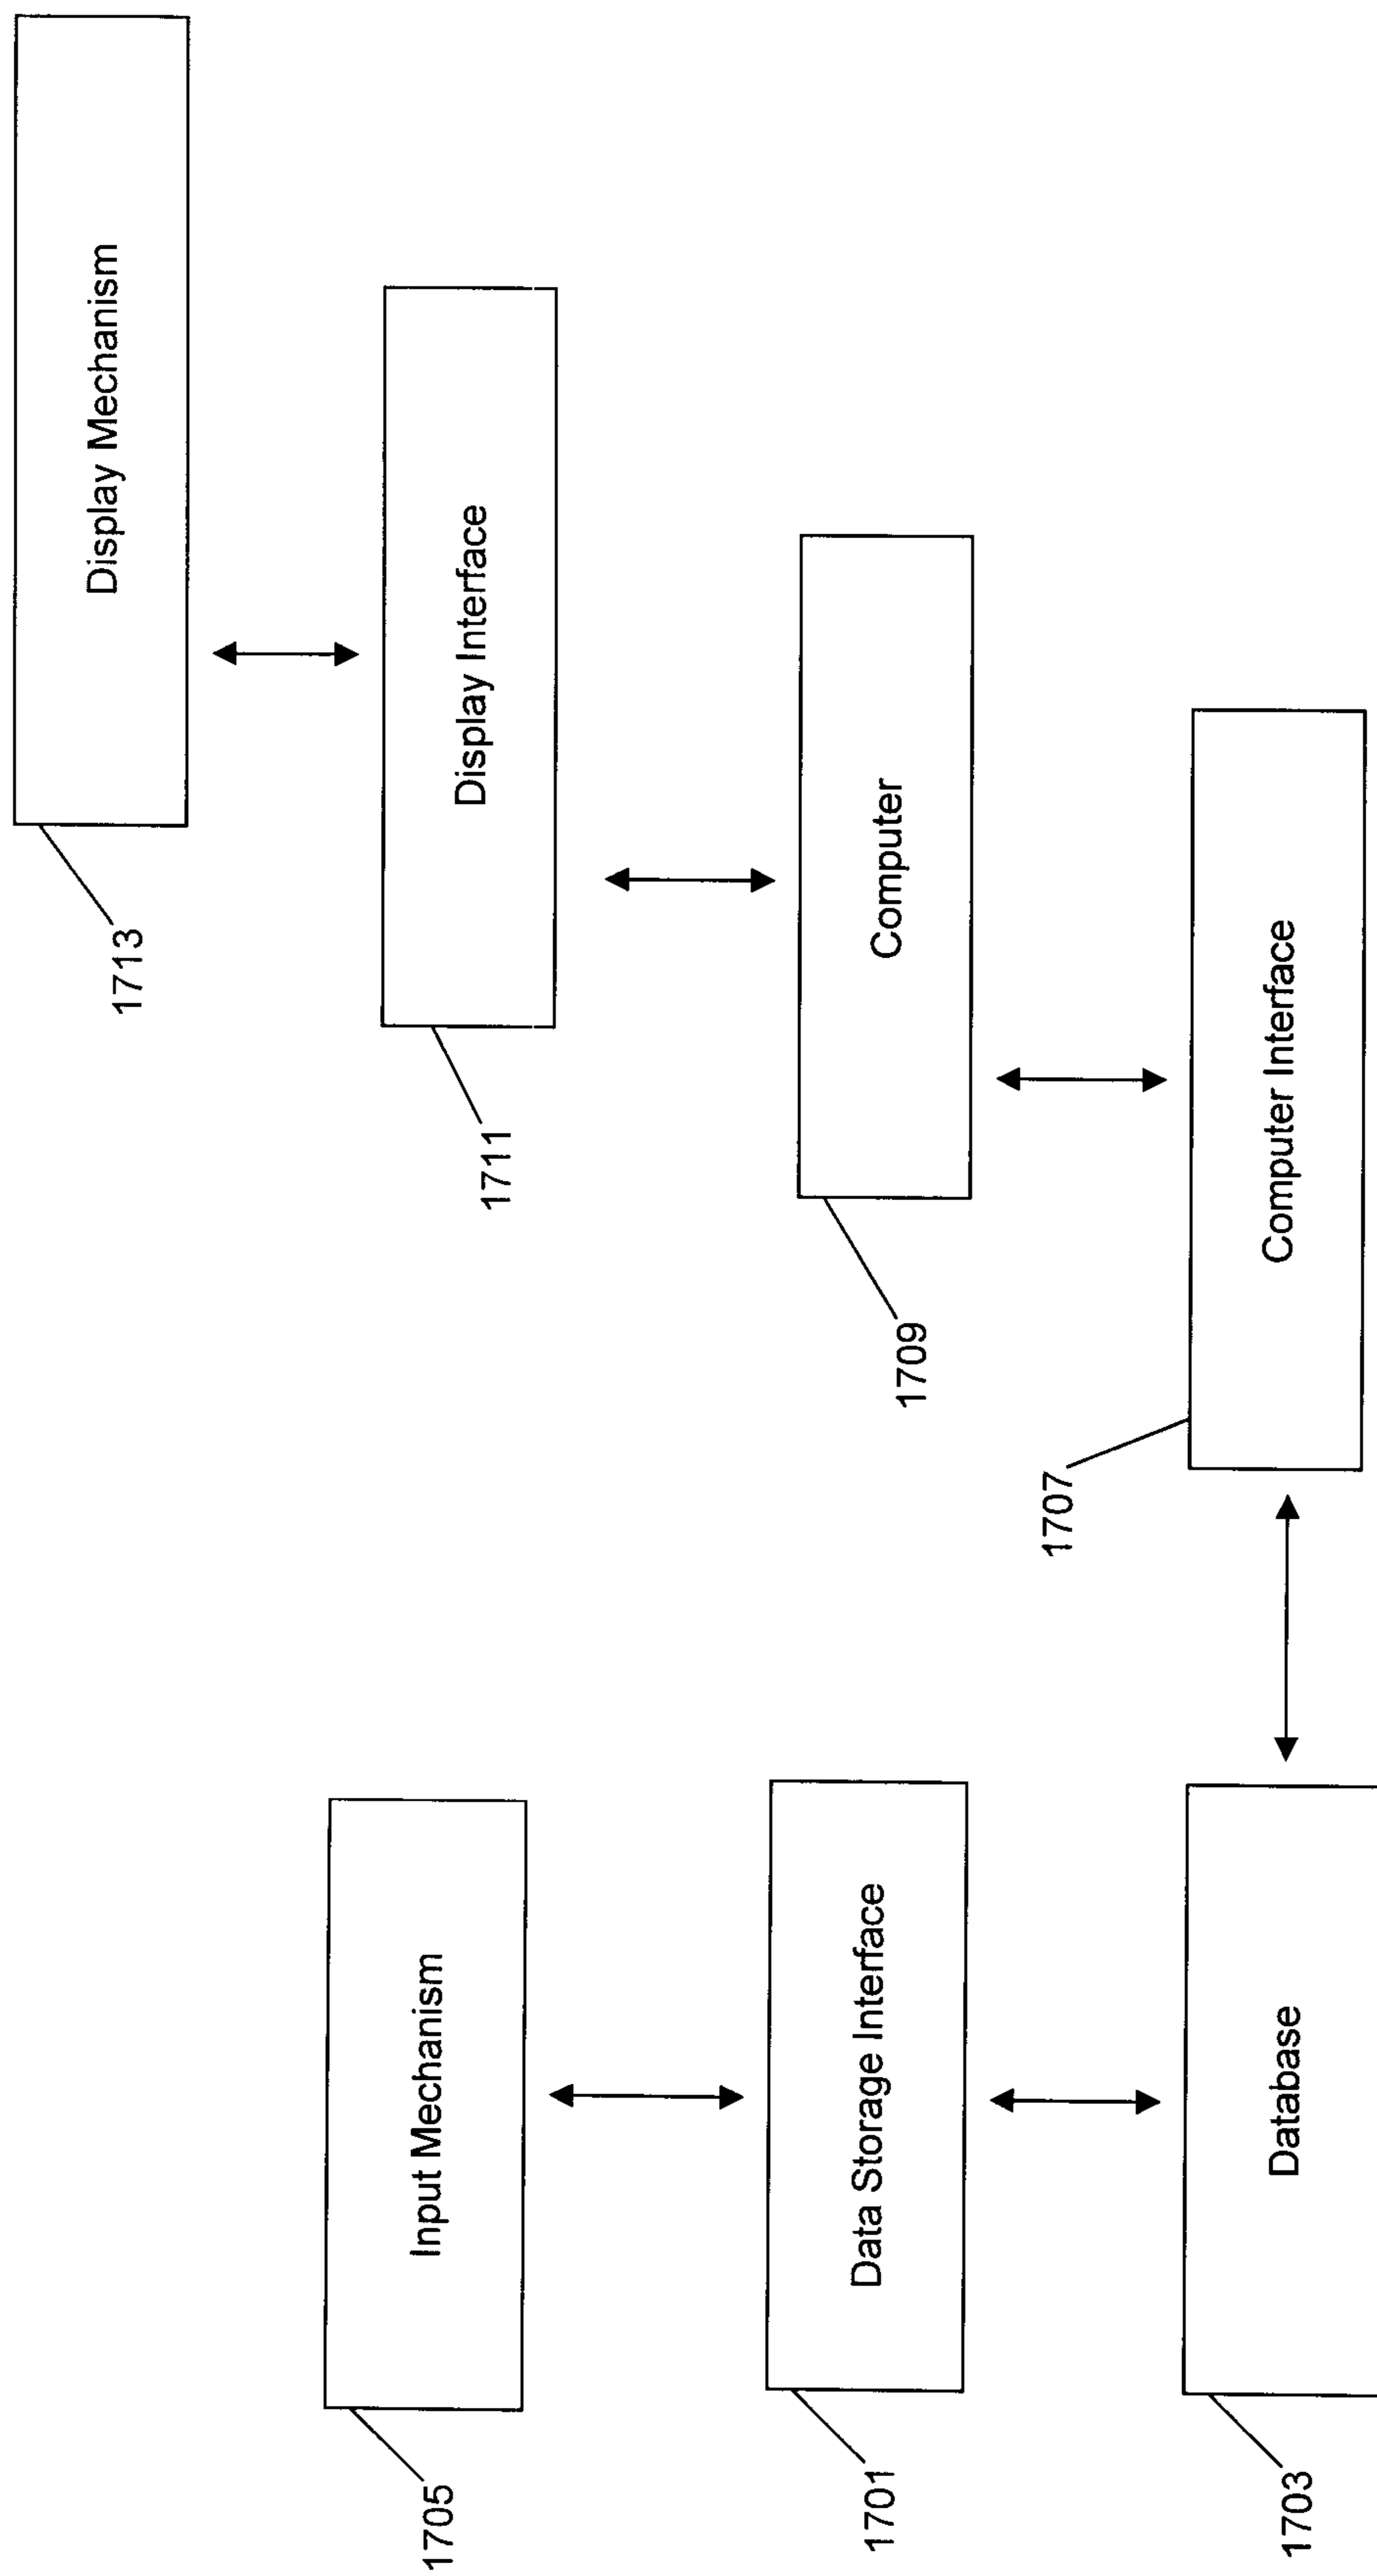 Display Mechanism
1713
Display Interface
1711
Input Mechanism
1705
Computer
1709
Data Storage Interface
1701
Computer Interface
1707
Database
1703